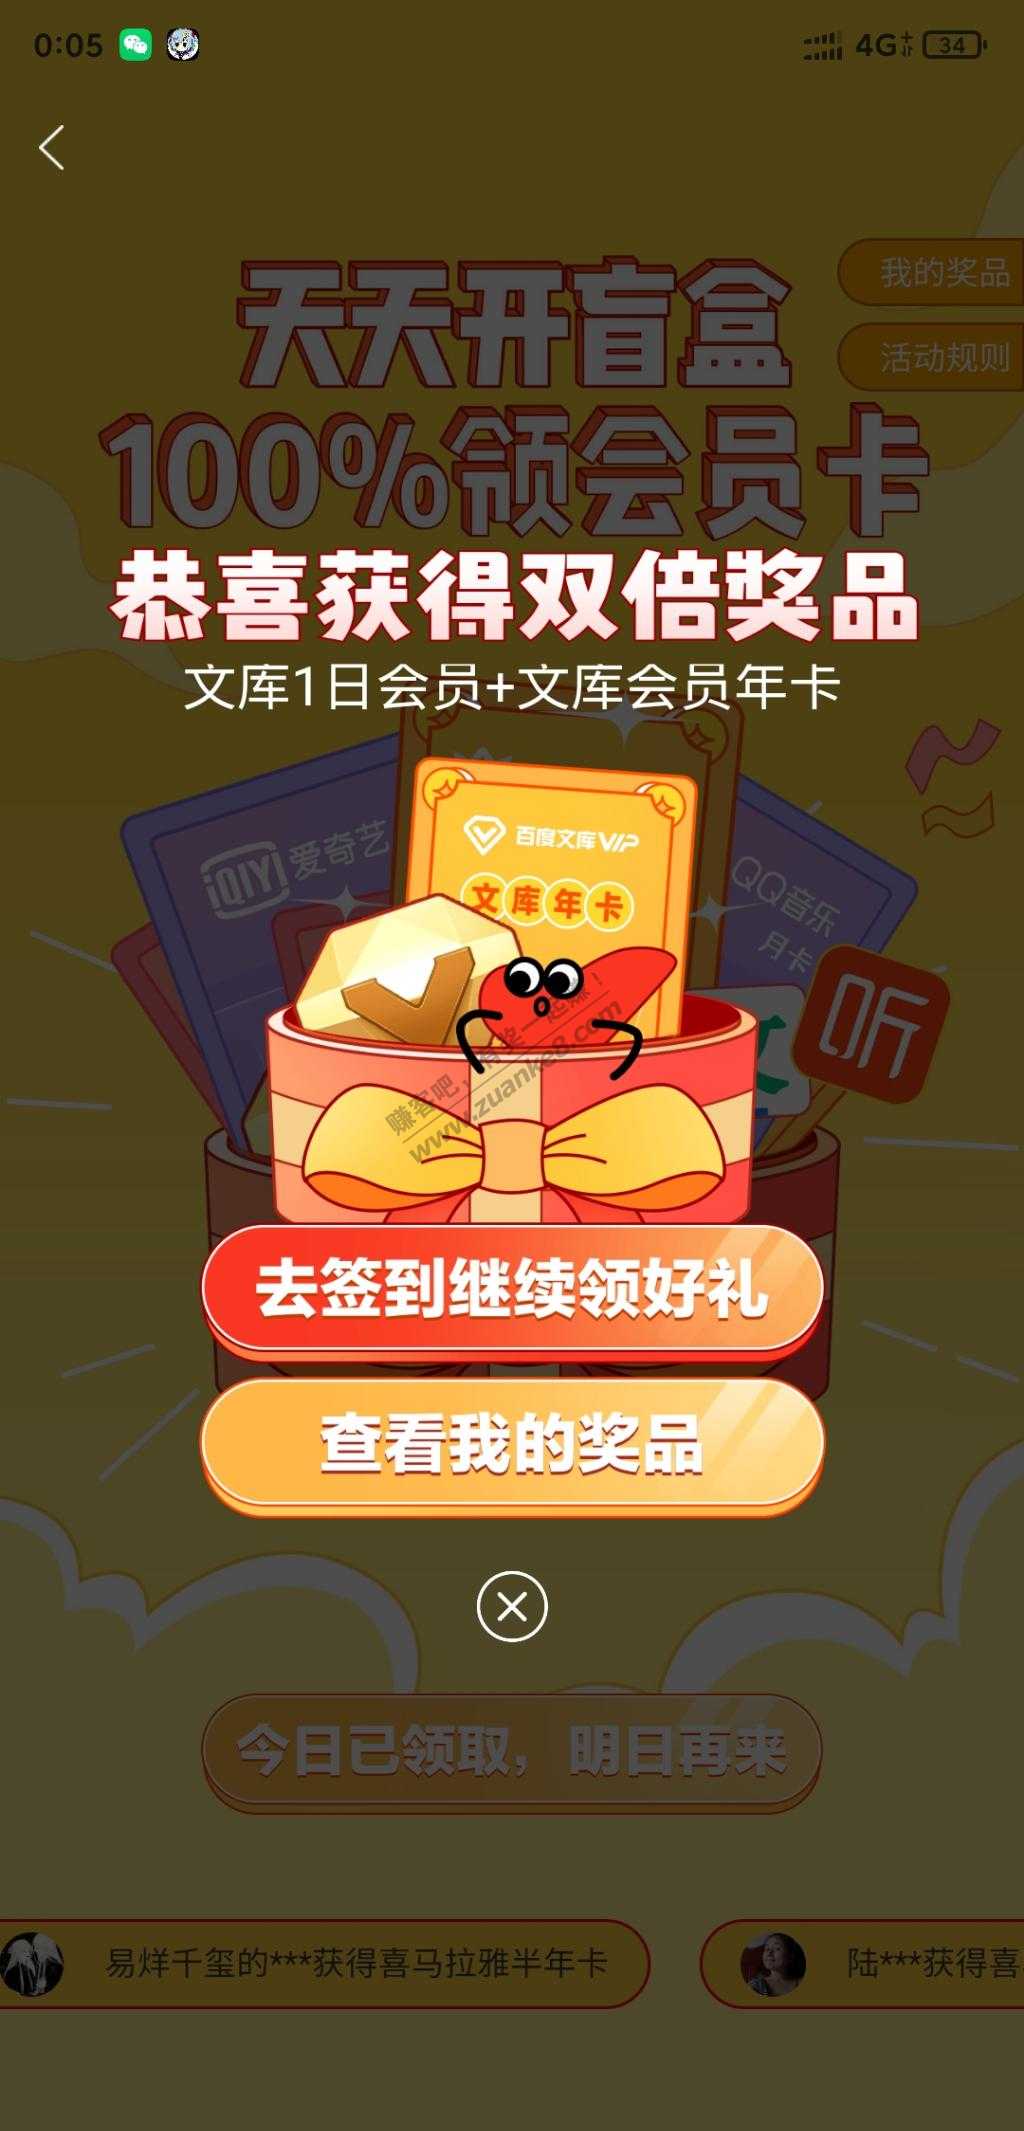 0:05
4G+
34
我的奖品
活动规则
天天开盲盒
100%领会员卡
恭喜获得双倍奖品
文库1日会员+文库会员年卡
iQIYI 爱奇艺
百度文库VIP
文库年卡
QQ音乐
月卡
听
赚客吧,有奖一起赚!
www.zuanke8.com
去签到继续领好礼
查看我的奖品
今日已领取,明日再来
易烊千玺的***获得喜马拉雅半年卡
陆***获得喜